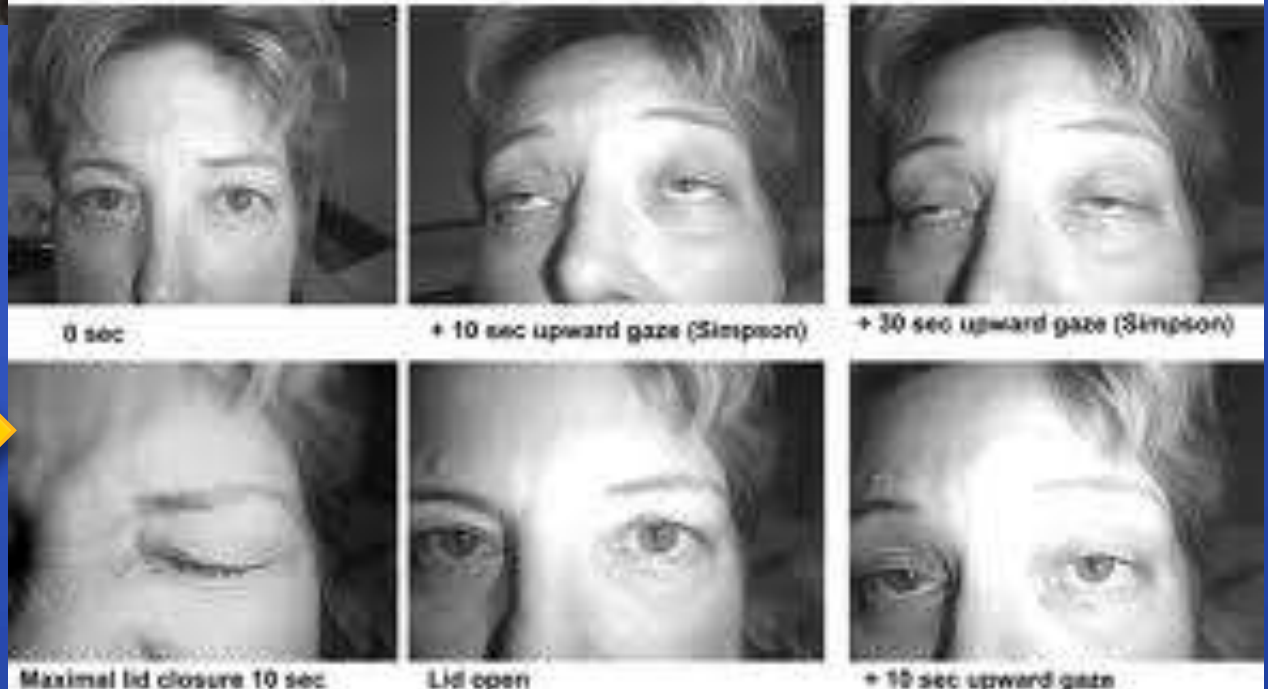 0 sec
+ 10 sec upward gaze (Simpson)
+ 30 sec upward gaze (Simpson)
Maximal lid closure 10 sec
Lid open
+ 10 sec upward gaze